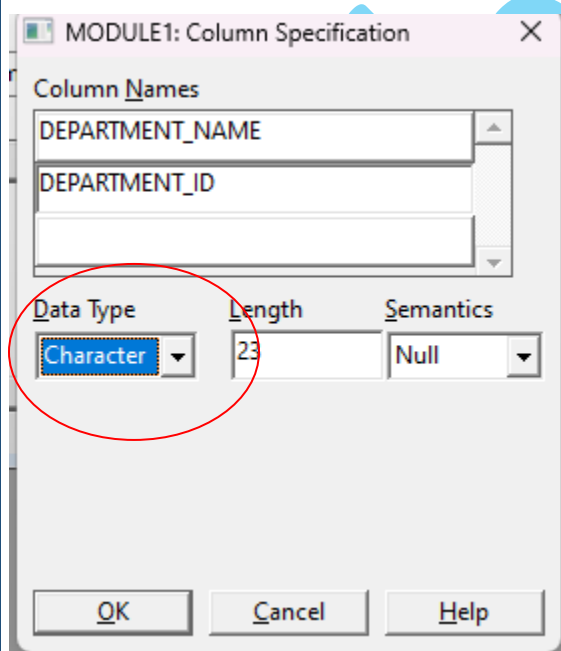 MODULE1: Column Specification
Column Names
DEPARTMENT_NAME
DEPARTMENT_ID
Data Type Length Semantics
Character 23 Null
OK Cancel Help